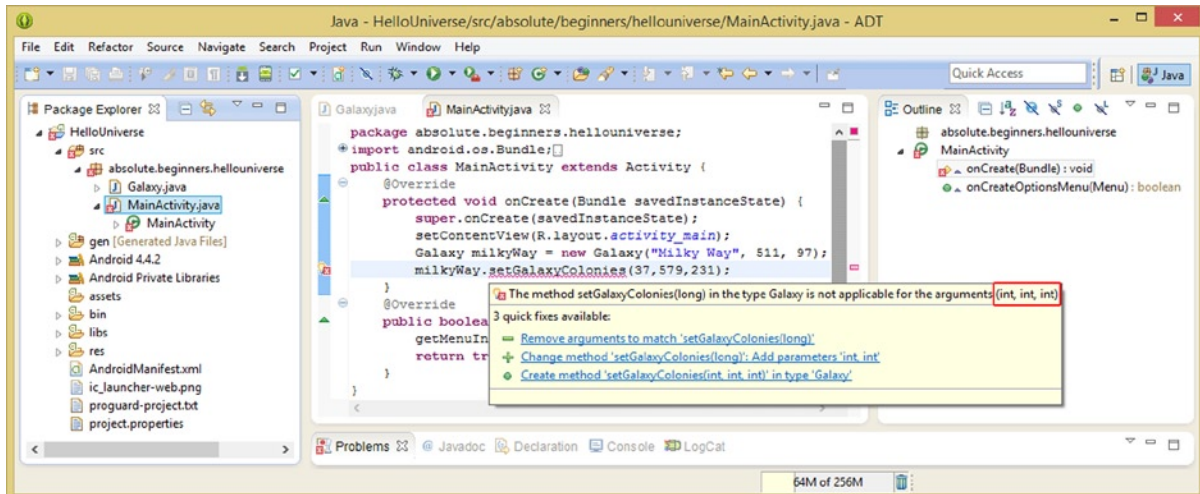 Java - HelloUniverse/src/absolute/beginners/hellouniverse/MainActivity.java - ADT
File Edit Refactor Source Navigate Search Project Run Window Help
Quick Access
Java
Package Explorer
HelloUniverse
src
absolute.beginners.hellouniverse
Galaxy.java
MainActivity.java
MainActivity
gen [Generated Java Files]
Android 4.4.2
Android Private Libraries
assets
bin
libs
res
AndroidManifest.xml
ic_launcher-web.png
proguard-project.txt
project.properties
Galaxy.java
MainActivity.java
package absolute.beginners.hellouniverse;
import android.os.Bundle;
public class MainActivity extends Activity {
@Override
protected void onCreate(Bundle savedInstanceState) {
super.onCreate(savedInstanceState);
setContentView(R.layout.activity_main);
Galaxy milkyWay = new Galaxy("Milky Way", 511, 97);
milkyWay.setGalaxyColonies(37,579,231);
}
@Override
public boolea
getMenuIn
return tr
}
}
The method setGalaxyColonies(long) in the type Galaxy is not applicable for the arguments (int, int, int)
3 quick fixes available:
Remove arguments to match 'setGalaxyColonies(long)'
Change method 'setGalaxyColonies(long)': Add parameters 'int, int'
Create method 'setGalaxyColonies(int, int, int)' in type 'Galaxy'
Outline
absolute.beginners.hellouniverse
MainActivity
onCreate(Bundle) : void
onCreateOptionsMenu(Menu) : boolean
Problems @ Javadoc Declaration Console LogCat
64M of 256M